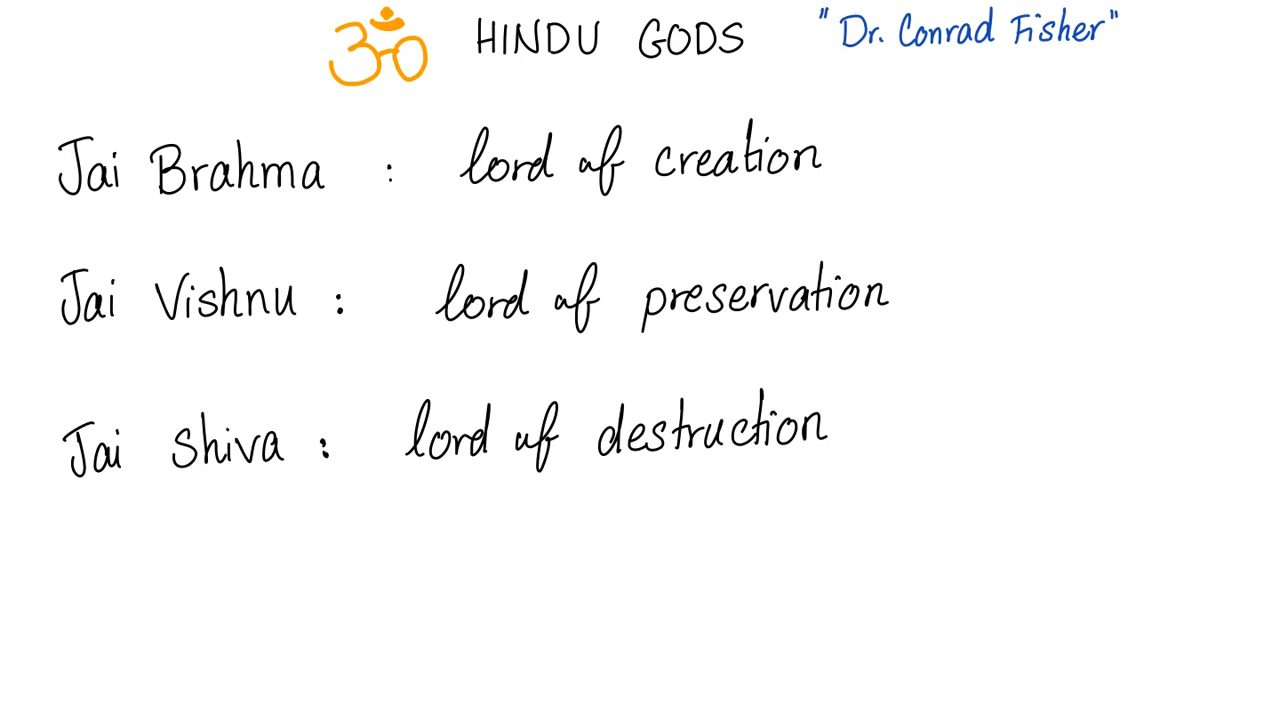 ॐ HINDU GODS "Dr. Conrad Fisher"
Jai Brahma : lord of creation
Jai Vishnu : lord of preservation
Jai Shiva : lord of destruction